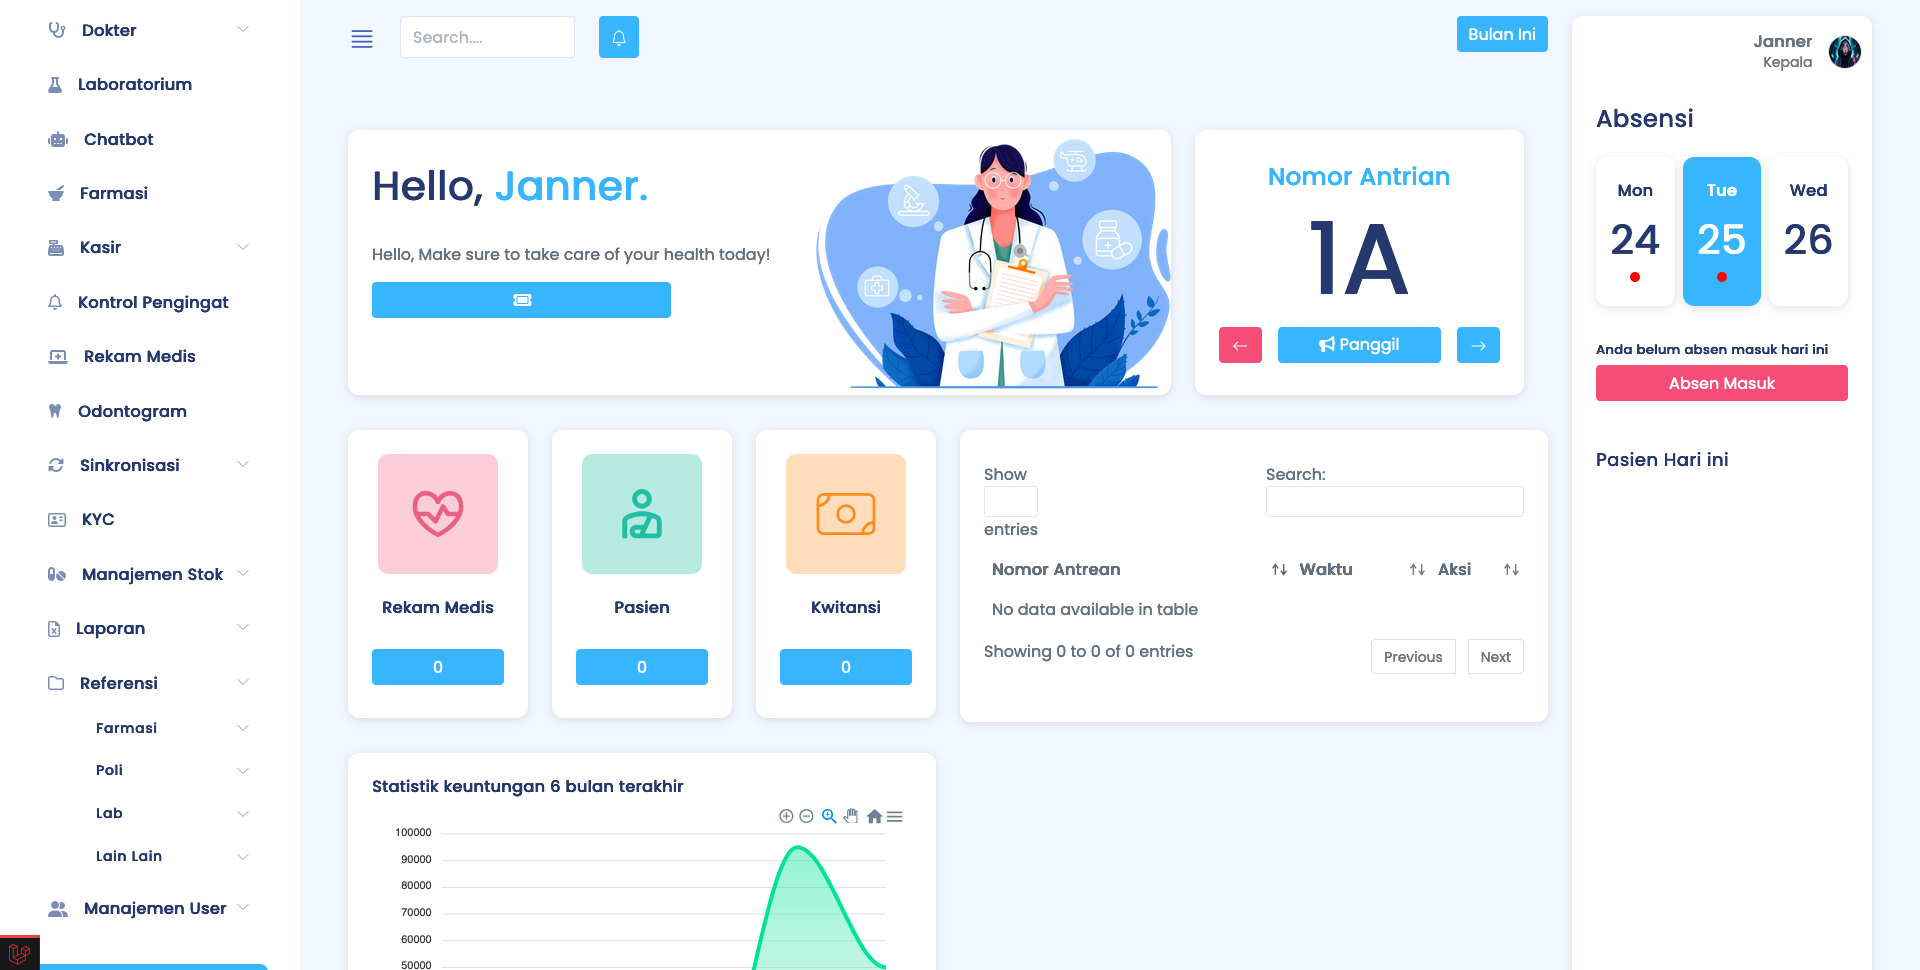 Dokter
Laboratorium
Chatbot
Farmasi
Kasir
Kontrol Pengingat
Rekam Medis
Odontogram
Sinkronisasi
KYC
Manajemen Stok
Laporan
Referensi
Farmasi
Poli
Lab
Lain Lain
Manajemen User
Search....
Bulan Ini
Hello, Janner.
Hello, Make sure to take care of your health today!
Nomor Antrian
1A
Panggil
Rekam Medis
0
Pasien
0
Kwitansi
0
Show
entries
Search:
Nomor Antrean Waktu Aksi
No data available in table
Showing 0 to 0 of 0 entries
Previous Next
Statistik keuntungan 6 bulan terakhir
100000
90000
80000
70000
60000
50000
Janner
Kepala
Absensi
Mon Tue Wed
24 25 26
Anda belum absen masuk hari ini
Absen Masuk
Pasien Hari ini